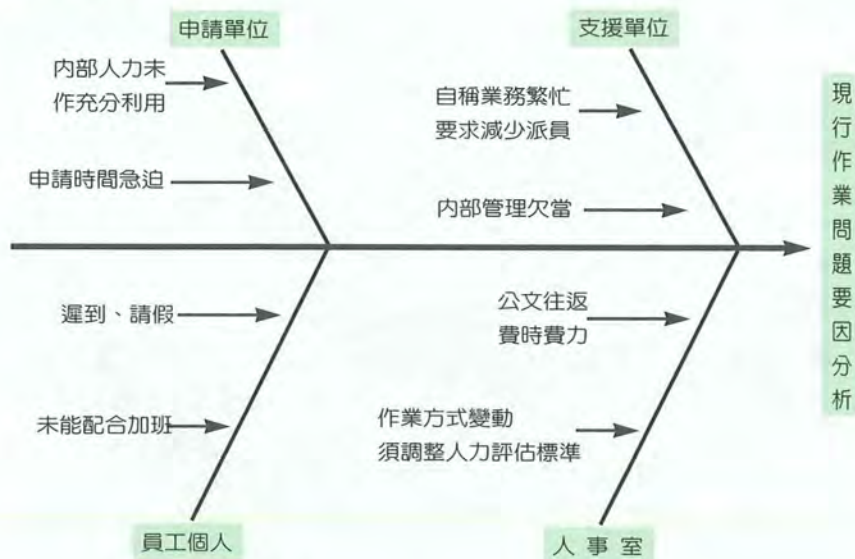 申請單位
內部人力未
作充分利用
申請時間急迫
支援單位
自稱業務繁忙
要求減少派員
內部管理欠當
遲到、請假
未能配合加班
員工個人
公文往返
費時費力
作業方式變動
須調整人力評估標準
人事室
現行作業問題要因分析